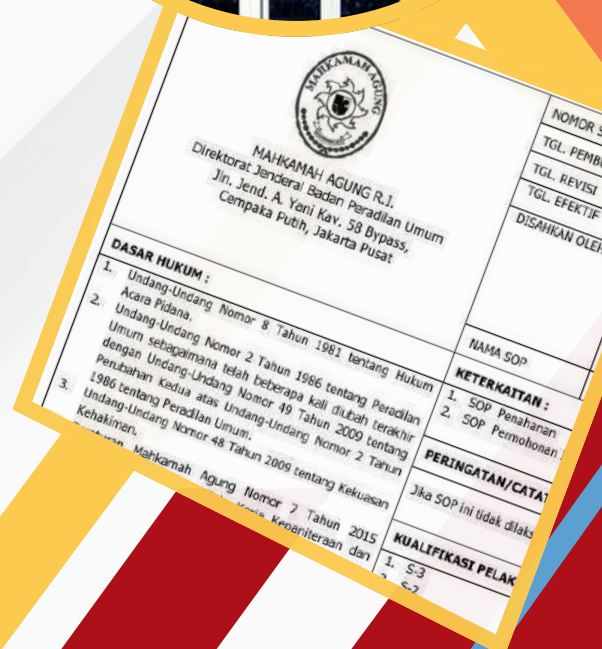 MAHKAMAH AGUNG
MAHKAMAH AGUNG R.I.
Direktorat Jenderal Badan Peradilan Umum
Jln. Jend. A. Yani Kav. 58 Bypass,
Cempaka Putih, Jakarta Pusat
NOMOR S
TGL. PEMBU
TGL. REVISI
TGL. EFEKTIF
DISAHKAN OLEH
NAMA SOP
DASAR HUKUM :
1. Undang-Undang Nomor 8 Tahun 1981 tentang Hukum
Acara Pidana.
2. Undang-Undang Nomor 2 Tahun 1986 tentang Peradilan
Umum sebagaimana telah beberapa kali diubah terakhir
dengan Undang-Undang Nomor 49 Tahun 2009 tentang
Perubahan Kedua atas Undang-Undang Nomor 2 Tahun
1986 tentang Peradilan Umum.
3. Undang-Undang Nomor 48 Tahun 2009 tentang Kekuasan
Kehakiman.
Mahkamah Agung Nomor 7 Tahun 2015
Kerja Kepaniteraan dan
KETERKAITAN :
1. SOP Penahanan
2. SOP Permohonan
PERINGATAN/CATAT
Jika SOP ini tidak dilaks
KUALIFIKASI PELAK
1. S-3
2. S-2